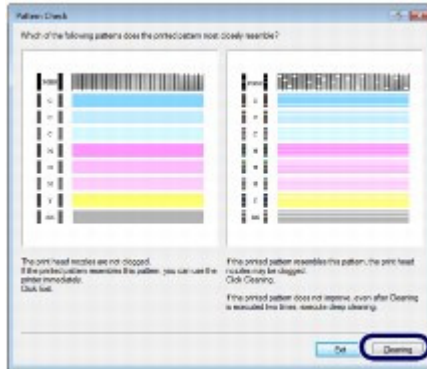 Pattern Check
Which of the following patterns does the printed pattern most closely resemble?
C
C
C
M
M
M
Y
C
C
C
M
M
M
Y
The print head nozzles are not clogged.
If the printed pattern resembles this pattern, you can use the
printer immediately.
Click Exit.
If the printed pattern resembles this pattern, the print head
nozzles may be clogged.
Click Cleaning.
If the printed pattern does not improve, even after Cleaning
is executed two times, execute deep cleaning.
Exit
Cleaning